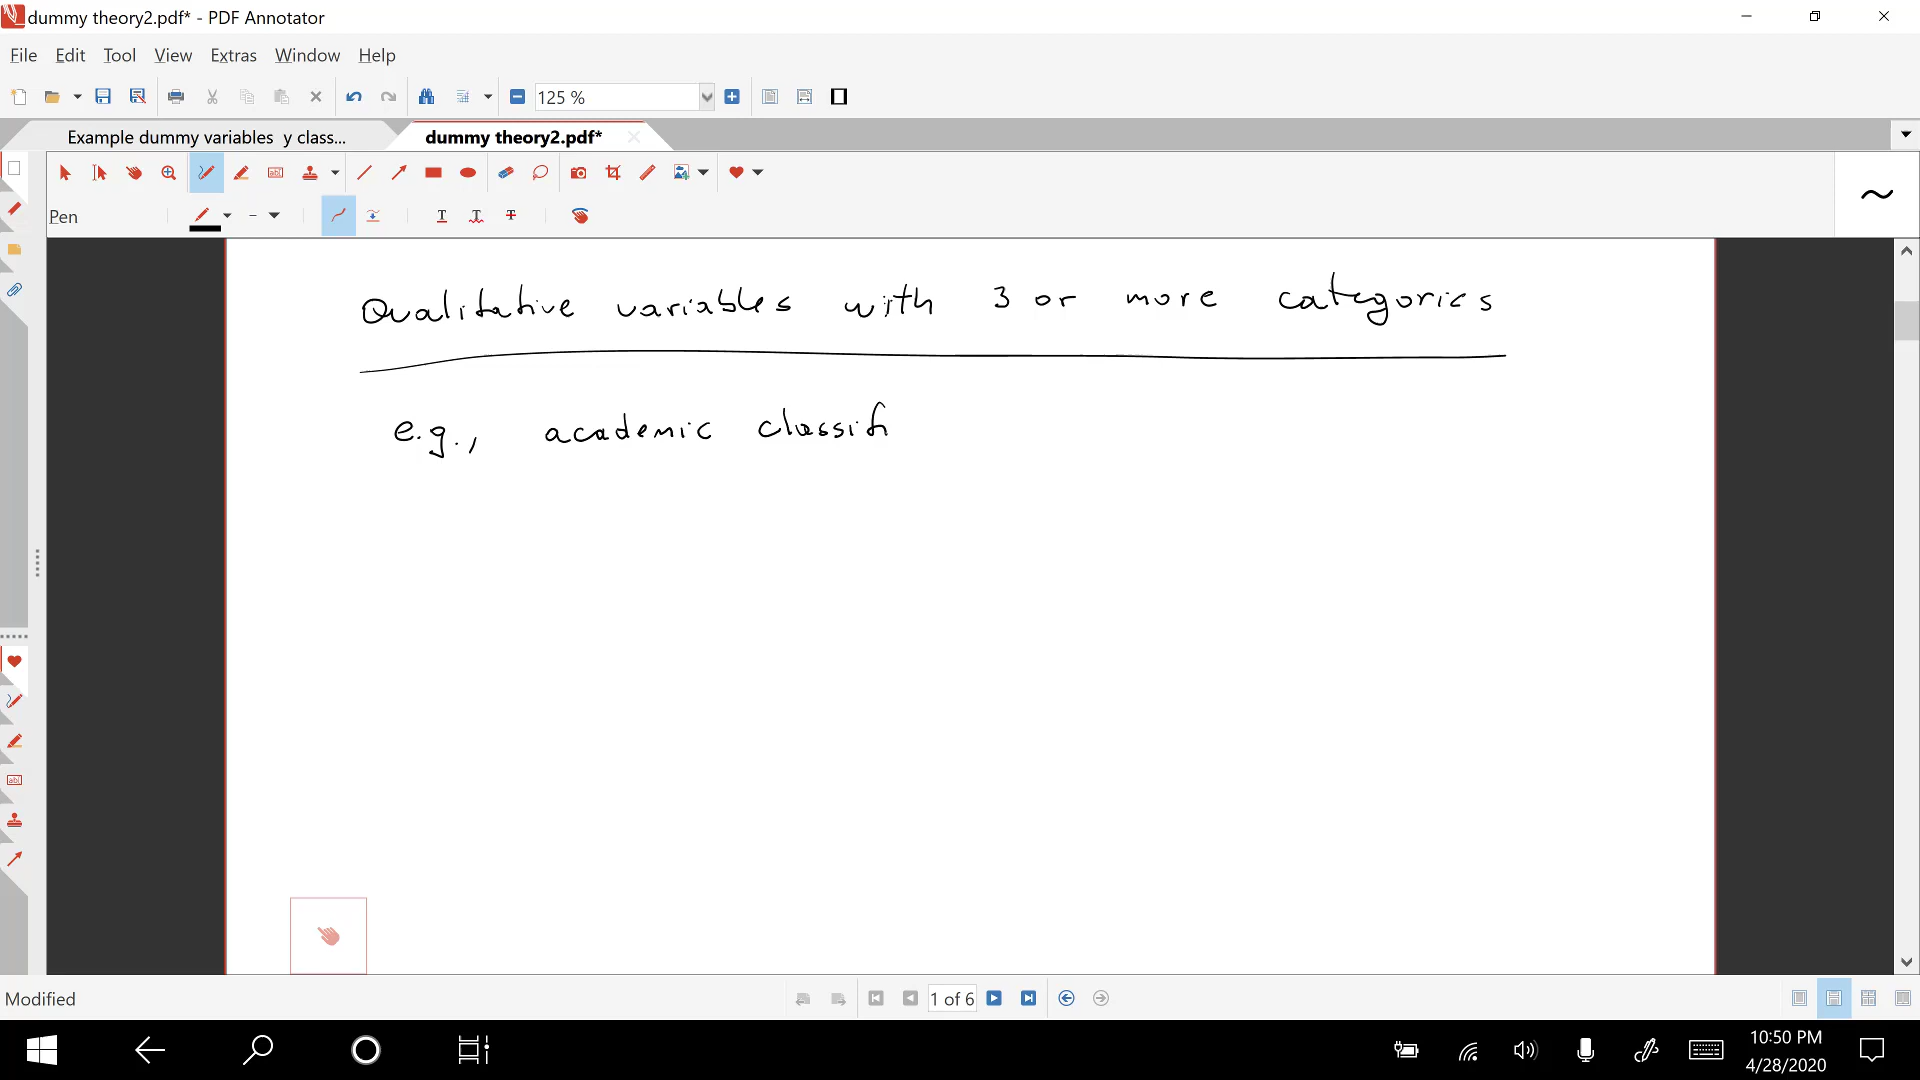 dummy theory2.pdf* - PDF Annotator
File Edit Tool View Extras Window Help
125 %
Example dummy variables y class...
dummy theory2.pdf*
Pen
Qualitative variables with 3 or more categories
e.g., academic classifi
Modified
1 of 6
10:50 PM
4/28/2020